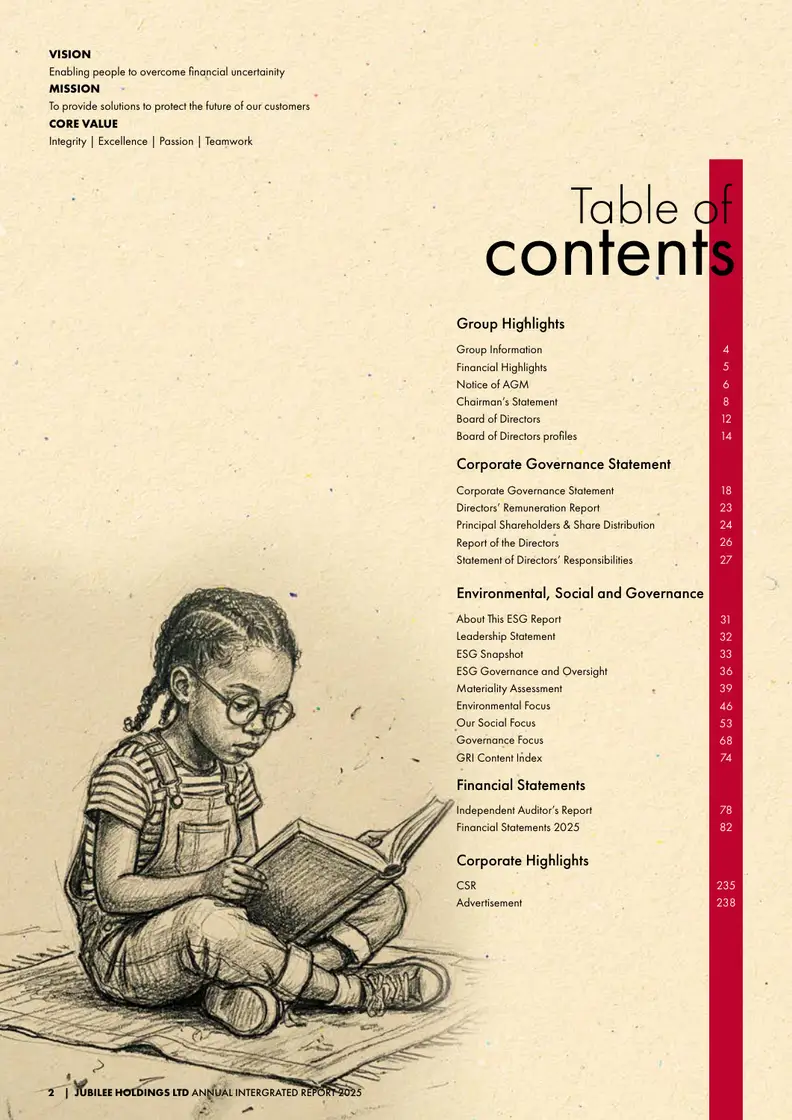 VISION
Enabling people to overcome financial uncertainity
MISSION
To provide solutions to protect the future of our customers
CORE VALUE
Integrity | Excellence | Passion | Teamwork
Table of
contents
Group Highlights
Group Information 4
Financial Highlights 5
Notice of AGM 6
Chairman’s Statement 8
Board of Directors 12
Board of Directors profiles 14
Corporate Governance Statement
Corporate Governance Statement 18
Directors’ Remuneration Report 23
Principal Shareholders & Share Distribution 24
Report of the Directors 26
Statement of Directors’ Responsibilities 27
Environmental, Social and Governance
About This ESG Report 31
Leadership Statement 32
ESG Snapshot 33
ESG Governance and Oversight 36
Materiality Assessment 39
Environmental Focus 46
Our Social Focus 53
Governance Focus 68
GRI Content Index 74
Financial Statements
Independent Auditor’s Report 78
Financial Statements 2025 82
Corporate Highlights
CSR 235
Advertisement 238
2 | JUBILEE HOLDINGS LTD ANNUAL INTERGRATED REPORT 2025